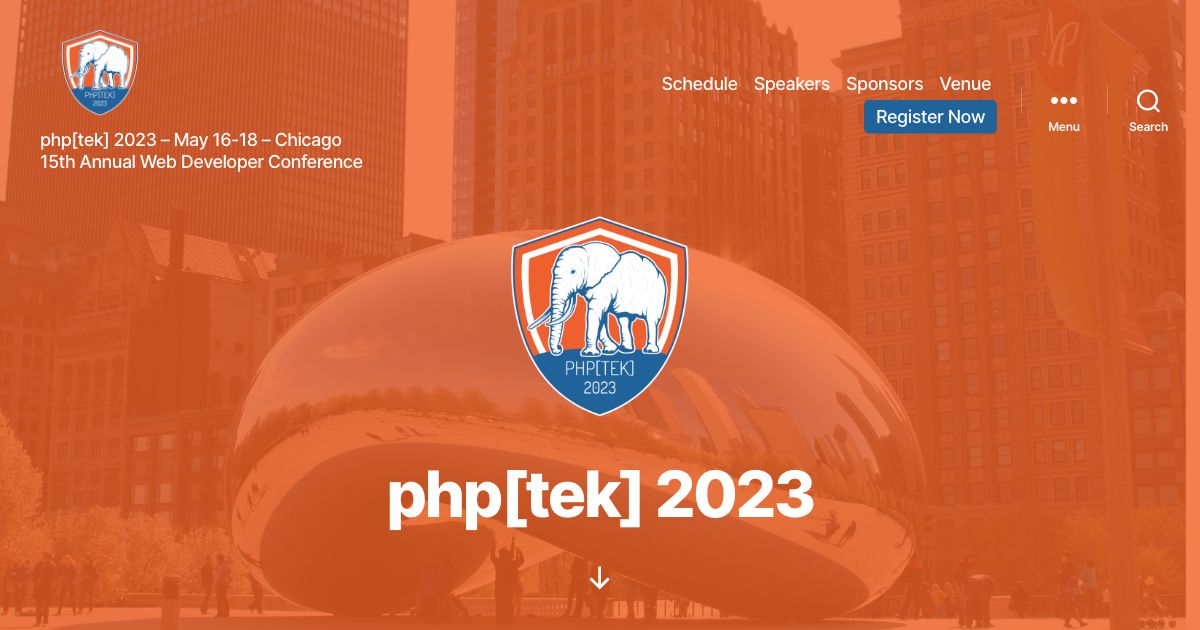 PHP[TEK]
2023
php[tek] 2023 – May 16-18 – Chicago
15th Annual Web Developer Conference
Schedule Speakers Sponsors Venue
Register Now
Menu
Search
PHP[TEK]
2023
php[tek] 2023